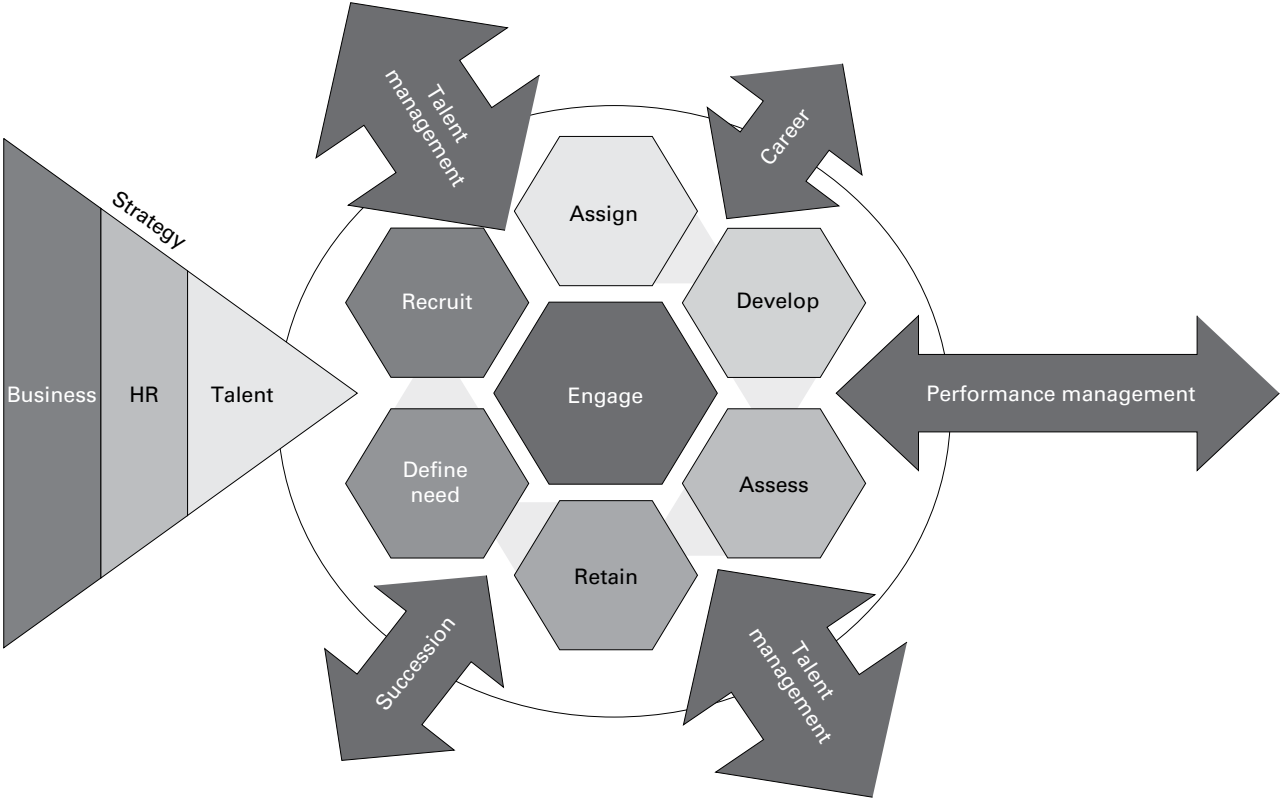 Talent
management
Career
Strategy
Assign
Recruit
Develop
Business
HR
Talent
Engage
Performance management
Define
need
Assess
Retain
Succession
Talent
management